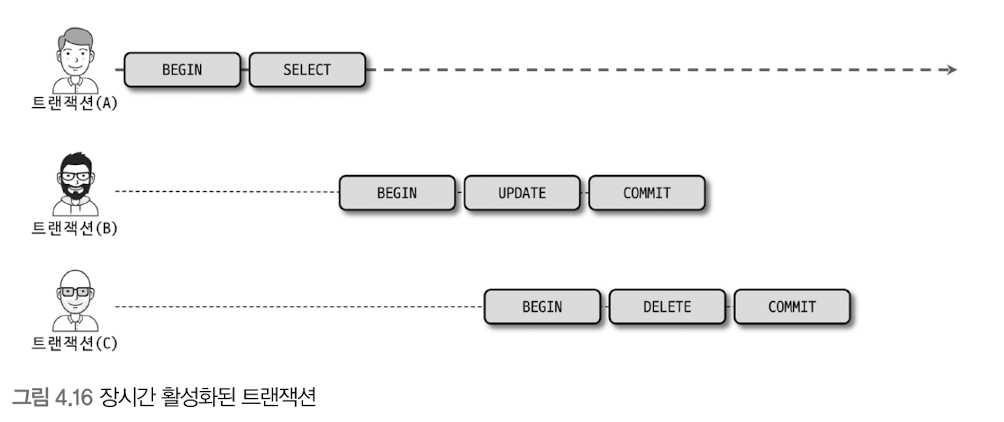 BEGIN SELECT
트랜잭션(A)
BEGIN UPDATE COMMIT
트랜잭션(B)
BEGIN DELETE COMMIT
트랜잭션(C)
그림 4.16 장시간 활성화된 트랜잭션